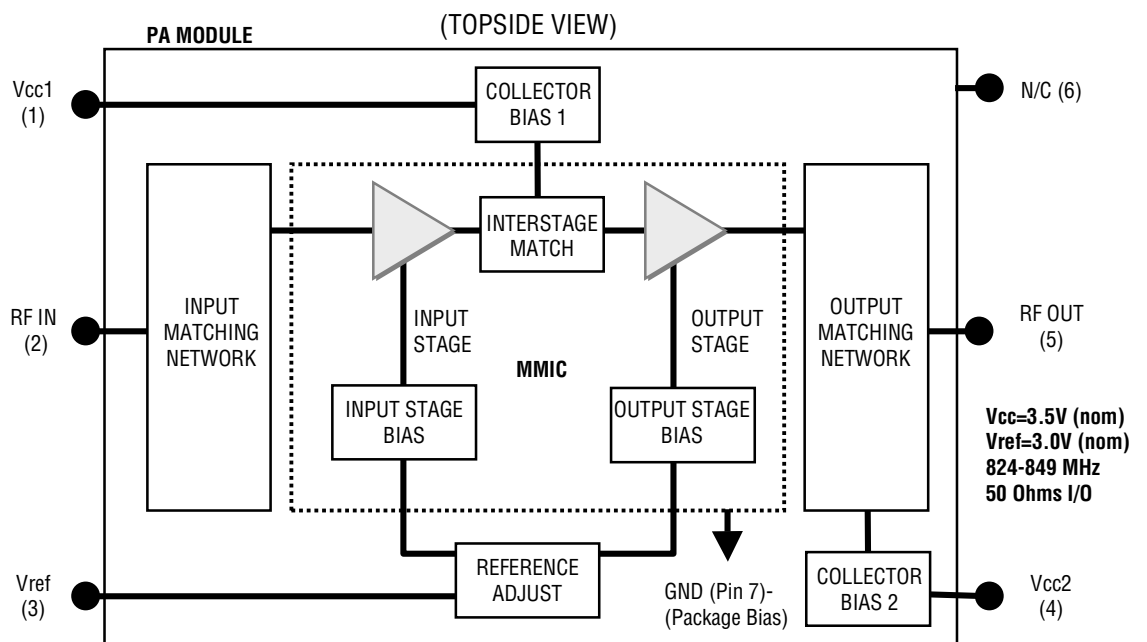 (TOPSIDE VIEW)
PA MODULE
Vcc1
(1)
COLLECTOR
BIAS 1
N/C (6)
INTERSTAGE
MATCH
RF IN
(2)
INPUT
MATCHING
NETWORK
INPUT
STAGE
OUTPUT
STAGE
MMIC
OUTPUT
MATCHING
NETWORK
RF OUT
(5)
INPUT STAGE
BIAS
OUTPUT STAGE
BIAS
Vcc=3.5V (nom)
Vref=3.0V (nom)
824-849 MHz
50 Ohms I/O
Vref
(3)
REFERENCE
ADJUST
GND (Pin 7)-
(Package Bias)
COLLECTOR
BIAS 2
Vcc2
(4)